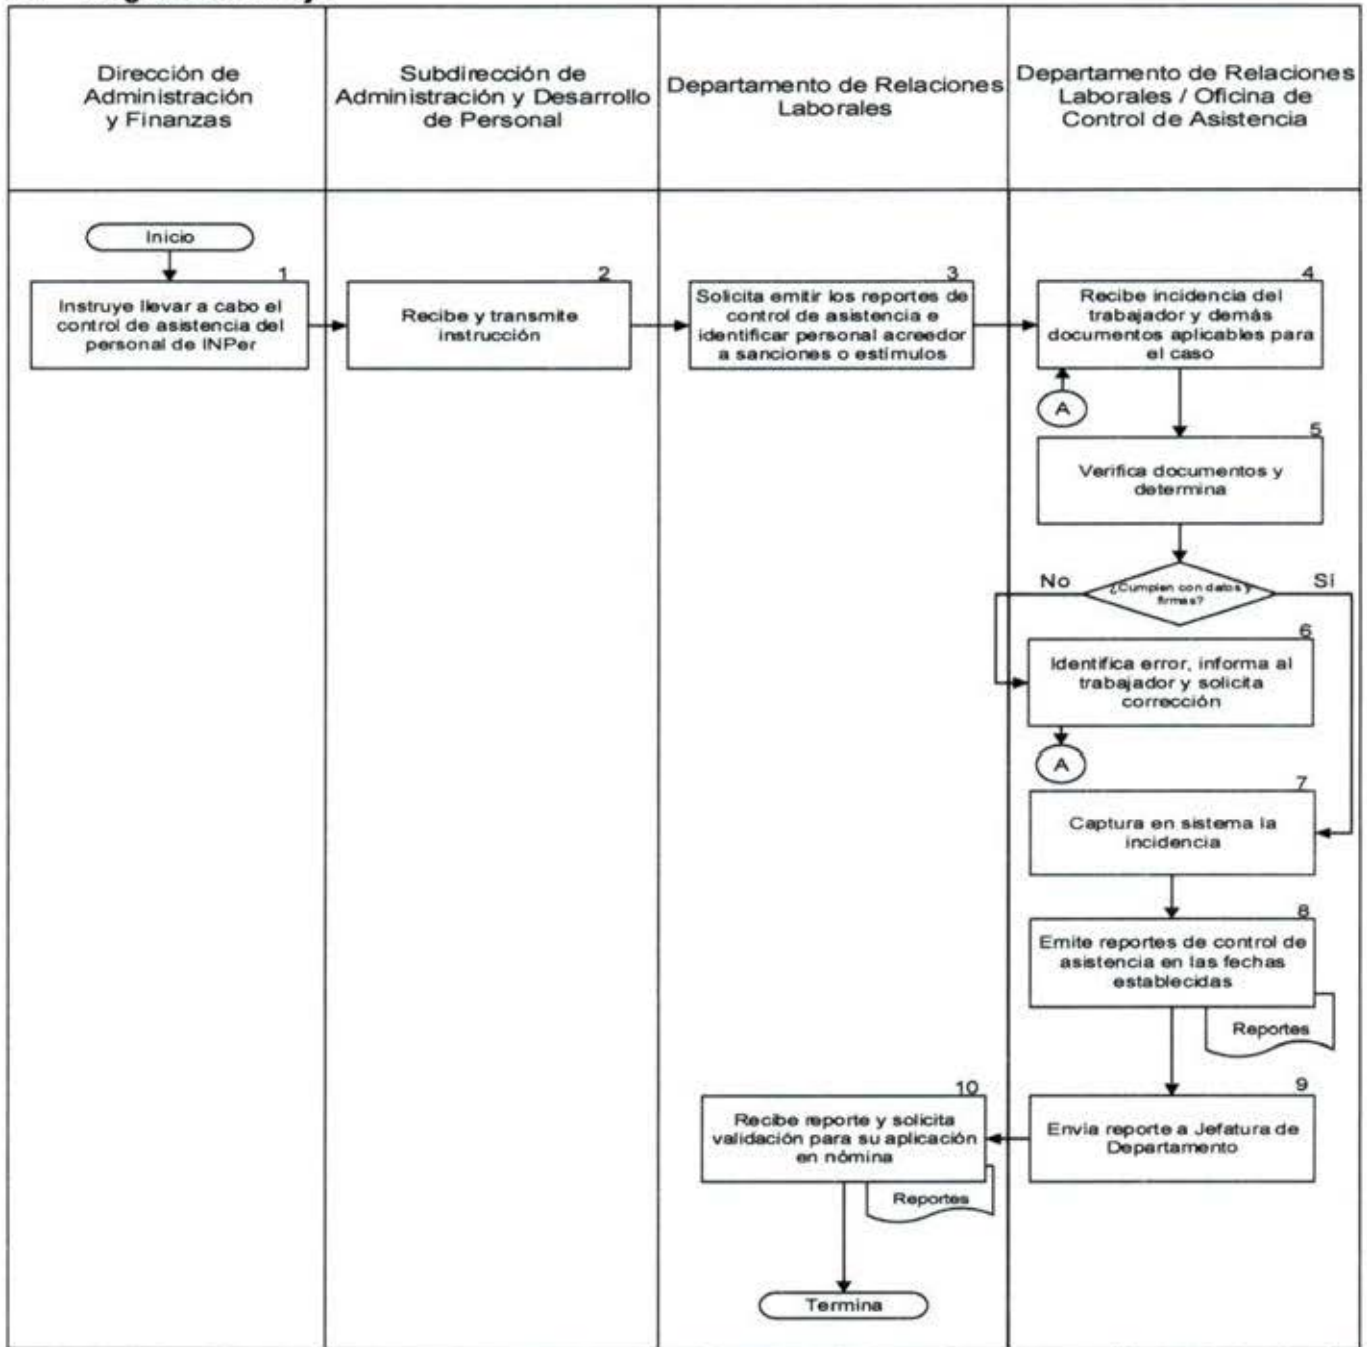 Dirección de
Administración
y Finanzas
Subdirección de
Administración y Desarrollo
de Personal
Departamento de Relaciones
Laborales
Departamento de Relaciones
Laborales / Oficina de
Control de Asistencia
Inicio
1
Instruye llevar a cabo el
control de asistencia del
personal de INPer
2
Recibe y transmite
instrucción
3
Solicita emitir los reportes de
control de asistencia e
identificar personal acreedor
a sanciones o estímulos
4
Recibe incidencia del
trabajador y demás
documentos aplicables para
el caso
A
5
Verifica documentos y
determina
No
¿Cumplen con datos y
firmas?
Sí
6
Identifica error, informa al
trabajador y solicita
corrección
A
7
Captura en sistema la
incidencia
8
Emite reportes de control de
asistencia en las fechas
establecidas
Reportes
9
Envía reporte a Jefatura de
Departamento
10
Recibe reporte y solicita
validación para su aplicación
en nómina
Reportes
Termina